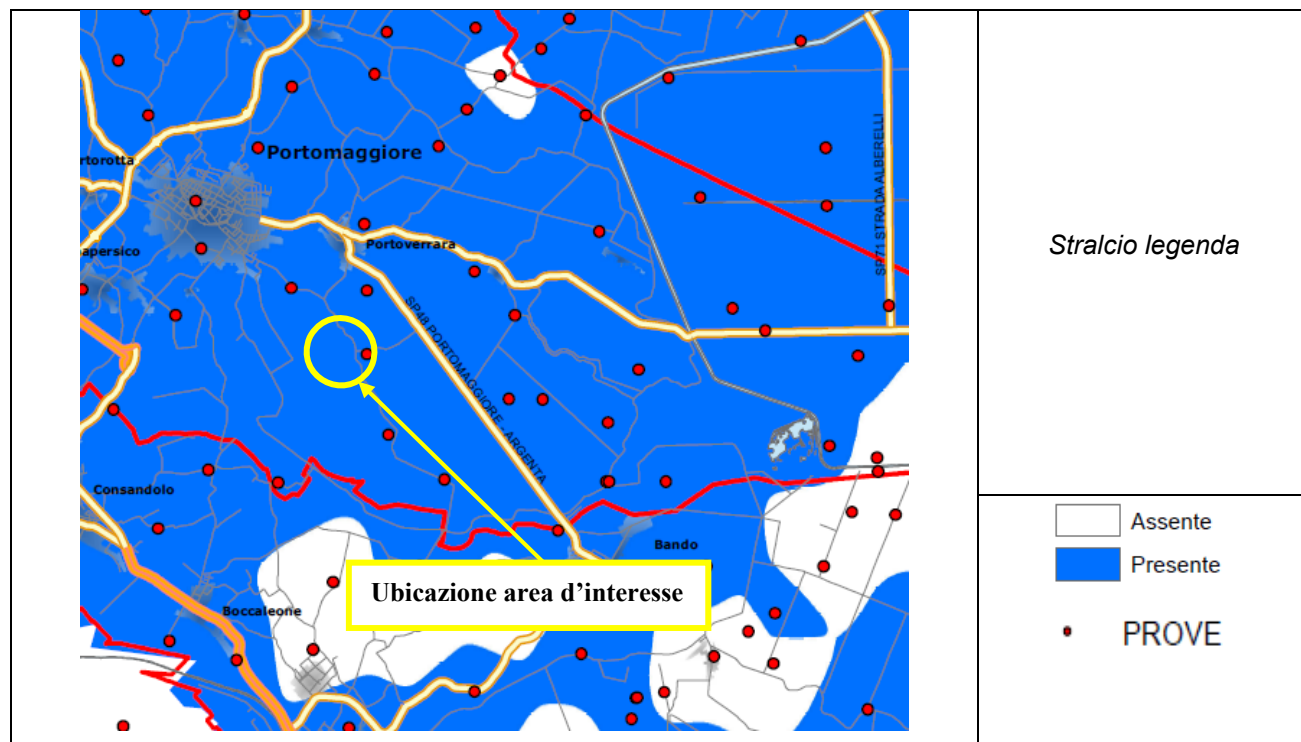 Portomaggiore
rtorotta
SP71 STRADA ALBERELLI
Portoverrara
apersico
SP48 PORTOMAGGIORE - ARGENTA
Consandolo
Bando
Ubicazione area d'interesse
Boccaleone
Stralcio legenda
Assente
Presente
PROVE